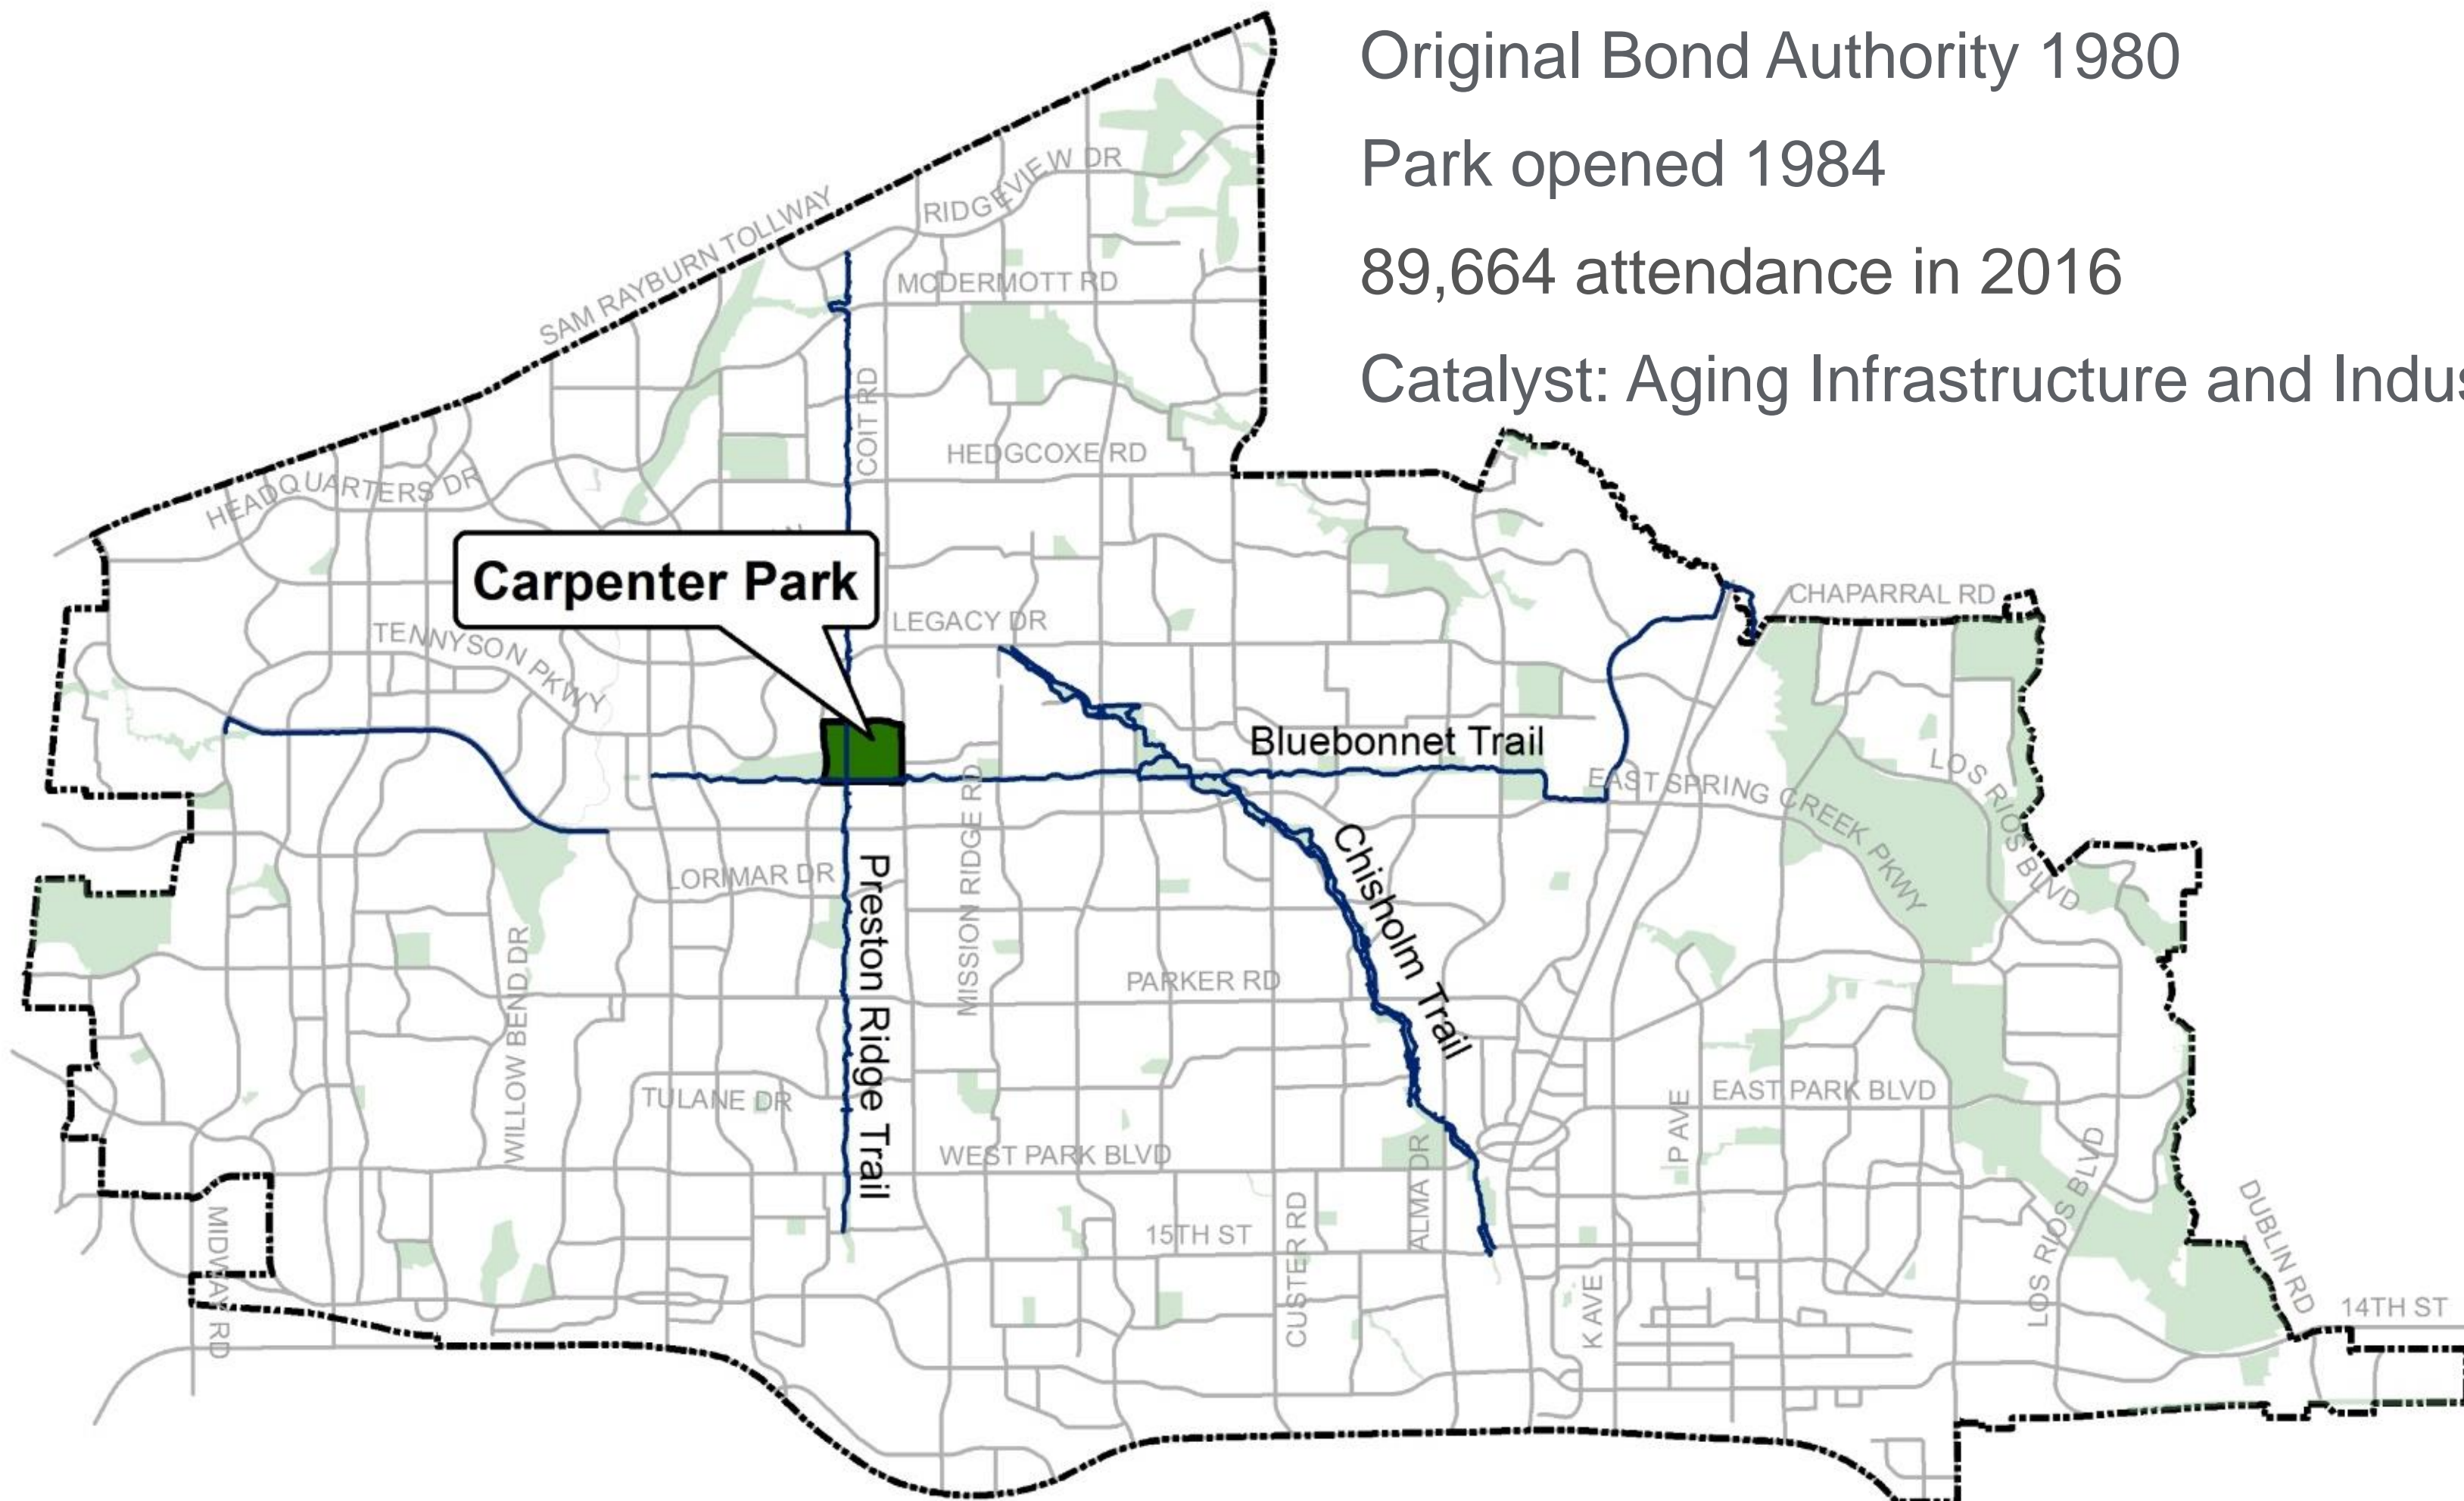 Original Bond Authority 1980
Park opened 1984
89,664 attendance in 2016
Catalyst: Aging Infrastructure and
RIDGEVIEW DR
SAM RAYBURN TOLLWAY
MCDERMOTT RD
COIT RD
HEDGCOXE RD
HEADQUARTERS DR
Carpenter Park
CHAPARRAL RD
LEGACY DR
TENNYSON PKWY
Bluebonnet Trail
EAST SPRING CREEK PKWY
LOS RIOS BLVD
MISSION RIDGE RD
Chisholm Trail
LORIMAR DR
Preston Ridge Trail
WILLOW BEND DR
PARKER RD
TULANE DR
EAST PARK BLVD
P AVE
WEST PARK BLVD
ALMA DR
LOS RIOS BLVD
DUBLIN RD
MIDWAY RD
15TH ST
CUSTER RD
K AVE
14TH ST